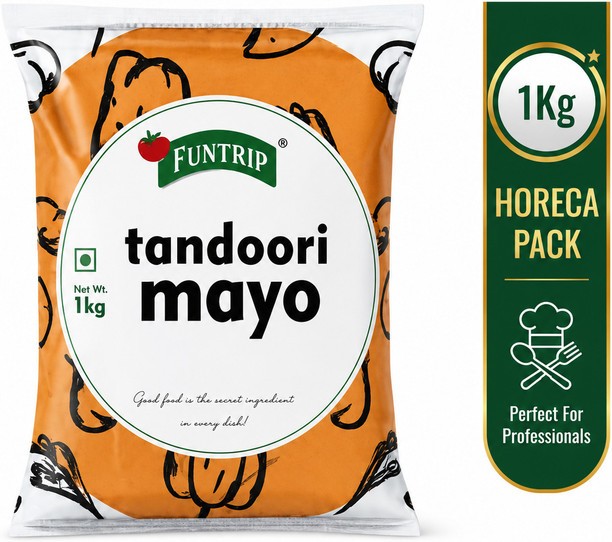 FUNTRIP ®
tandoori
mayo
Net Wt.
1kg
Good food is the secret ingredient
in every dish!
1Kg
HORECA
PACK
Perfect For
Professionals